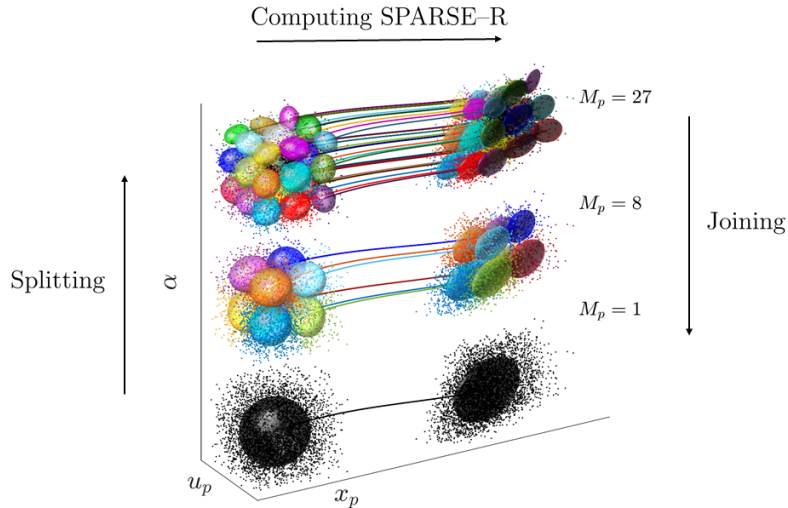 Computing SPARSE–R
M_p = 27
M_p = 8
Joining
Splitting
α
M_p = 1
u_p
x_p